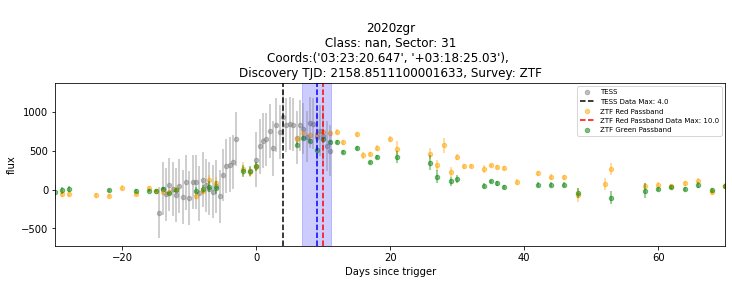 2020zgr
Class: nan, Sector: 31
Coords:('03:23:20.647', '+03:18:25.03'),
Discovery TJD: 2158.8511100001633, Survey: ZTF
TESS
TESS Data Max: 4.0
ZTF Red Passband
ZTF Red Passband Data Max: 10.0
ZTF Green Passband
flux
1000
500
0
−500
−20
0
20
40
60
Days since trigger